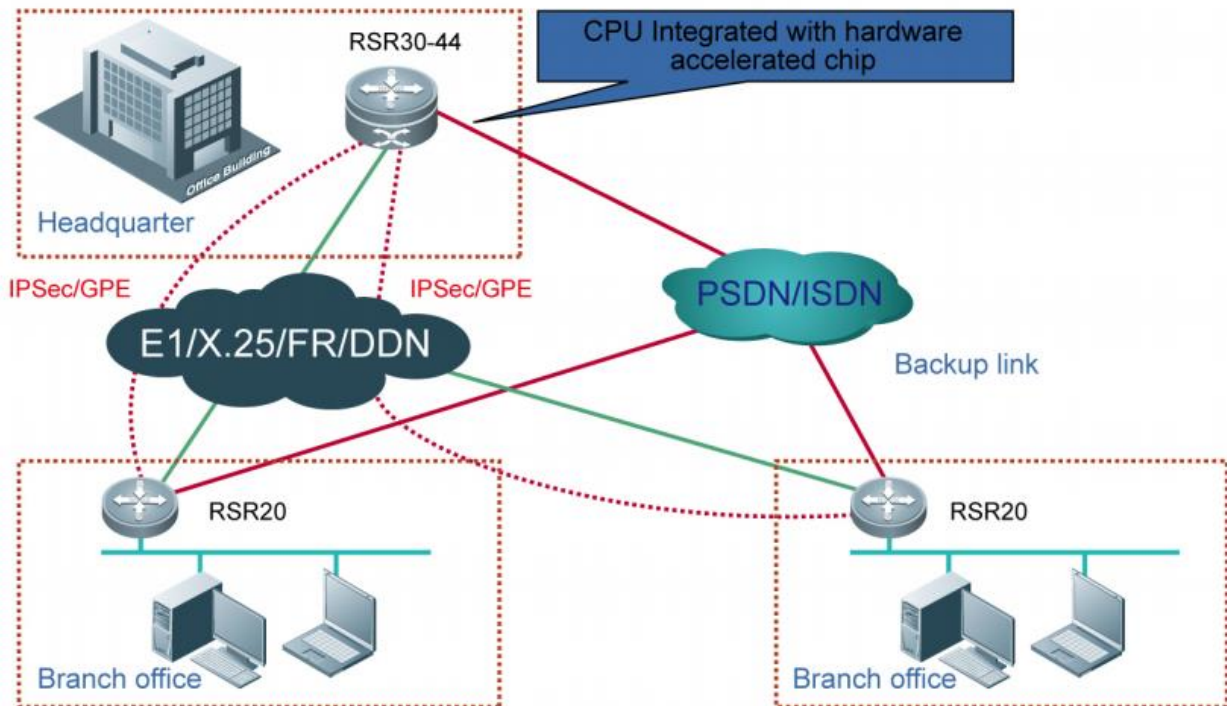 RSR30-44
CPU Integrated with hardware
accelerated chip
Office Building
Headquarter
IPSec/GPE
IPSec/GPE
PSDN/ISDN
E1/X.25/FR/DDN
Backup link
RSR20
RSR20
Branch office
Branch office